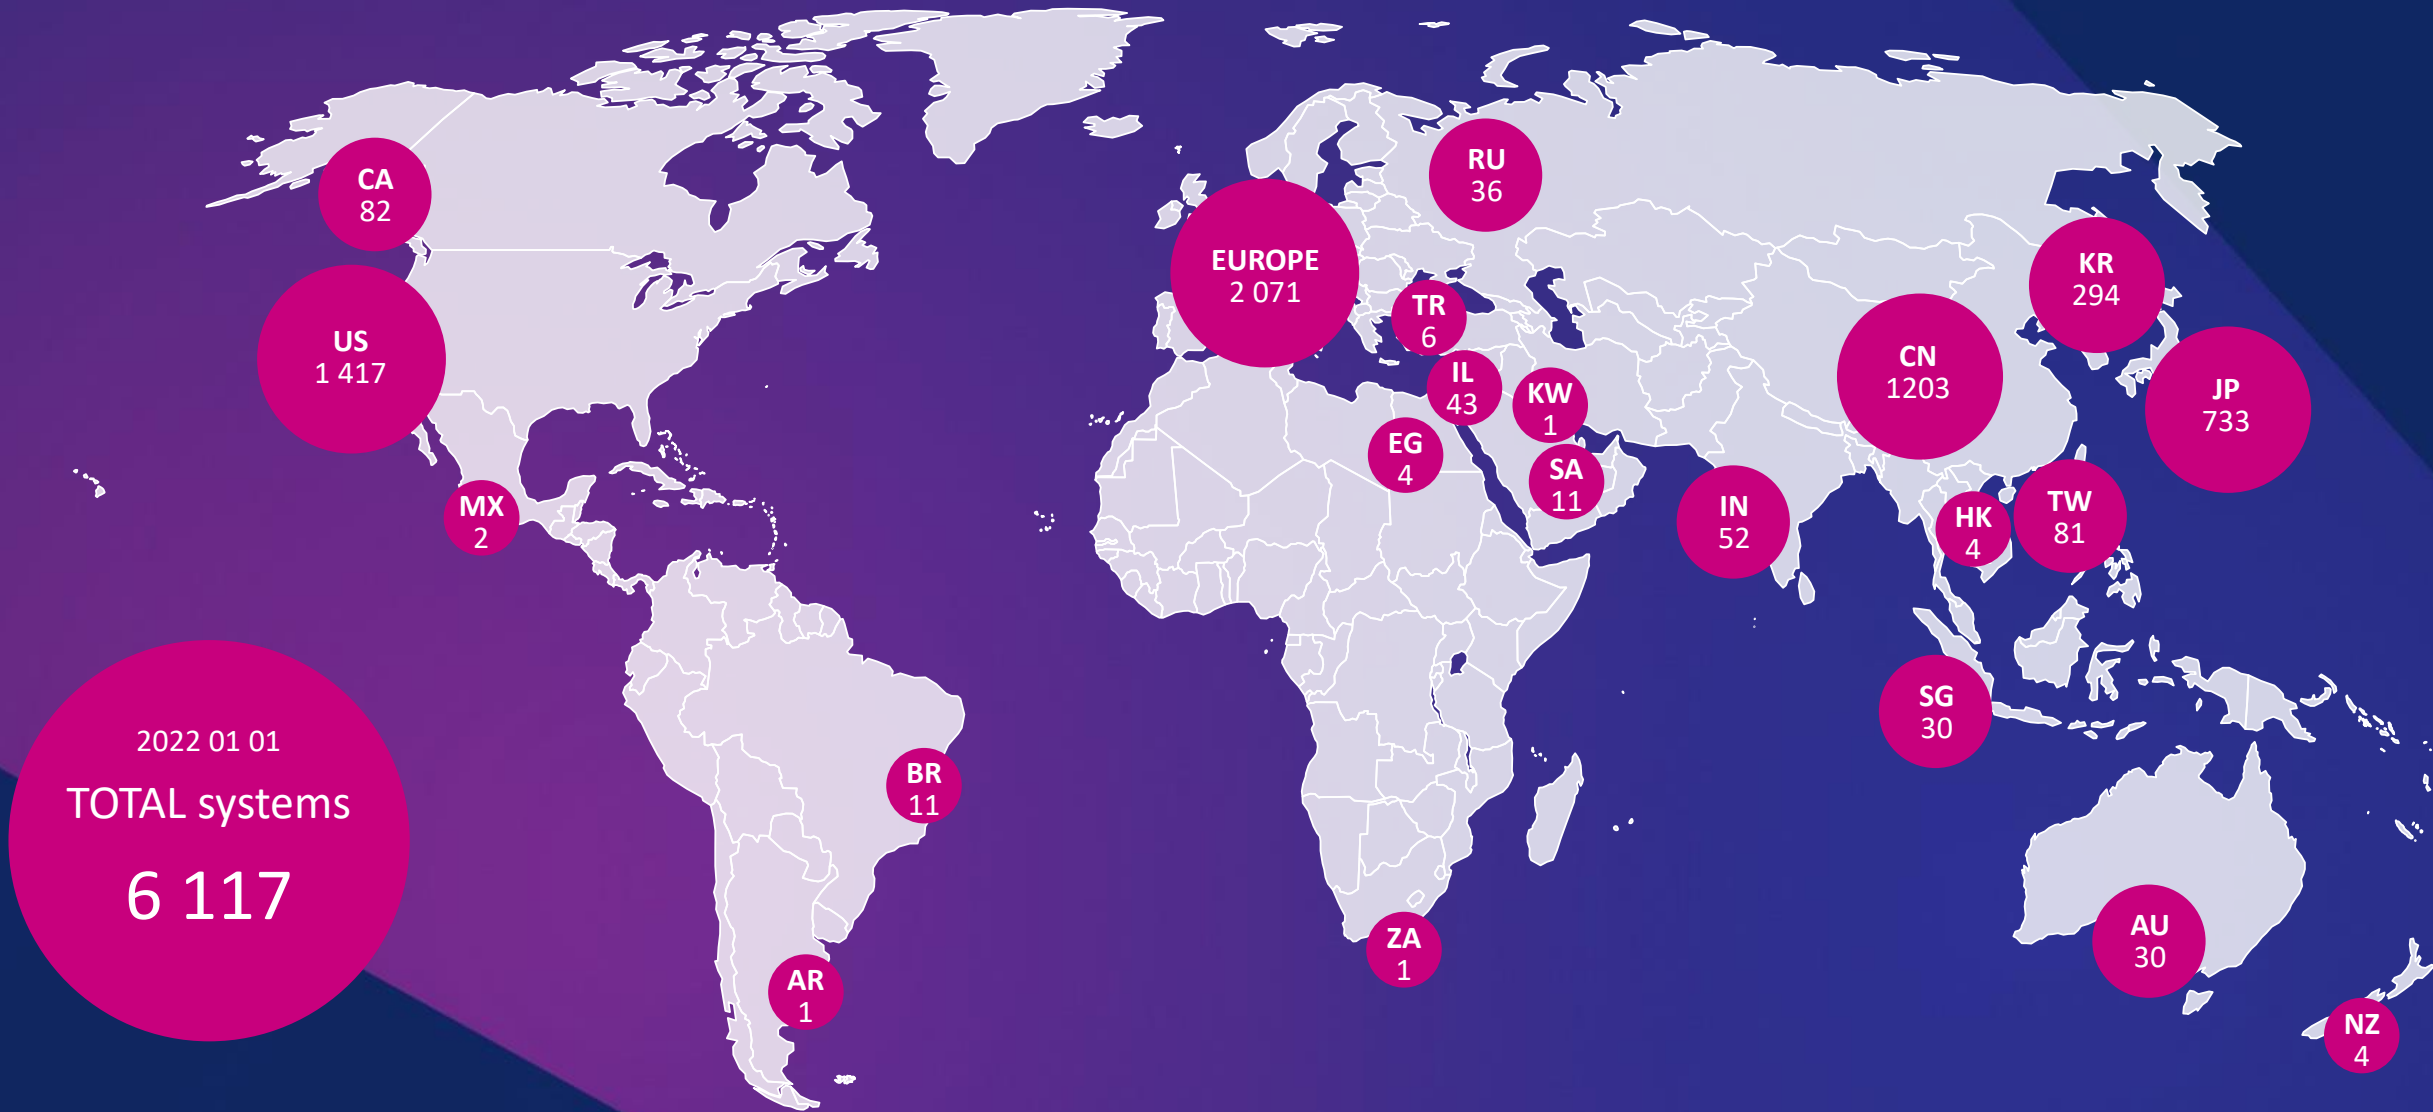 CA
82
US
1 417
MX
2
BR
11
AR
1
2022 01 01
TOTAL systems
6 117
EUROPE
2 071
RU
36
TR
6
IL
43
KW
1
EG
4
SA
11
ZA
1
IN
52
CN
1203
KR
294
JP
733
HK
4
TW
81
SG
30
AU
30
NZ
4